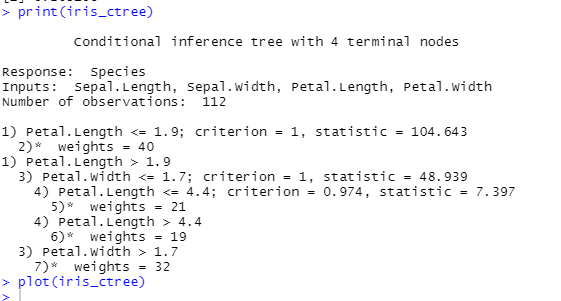 > print(iris_ctree)
Conditional inference tree with 4 terminal nodes
Response:  Species
Inputs:  Sepal.Length, Sepal.Width, Petal.Length, Petal.Width
Number of observations:  112
1) Petal.Length <= 1.9; criterion = 1, statistic = 104.643
2)*  weights = 40
1) Petal.Length > 1.9
3) Petal.Width <= 1.7; criterion = 1, statistic = 48.939
4) Petal.Length <= 4.4; criterion = 0.974, statistic = 7.397
5)*  weights = 21
4) Petal.Length > 4.4
6)*  weights = 19
3) Petal.Width > 1.7
7)*  weights = 32
> plot(iris_ctree)
>